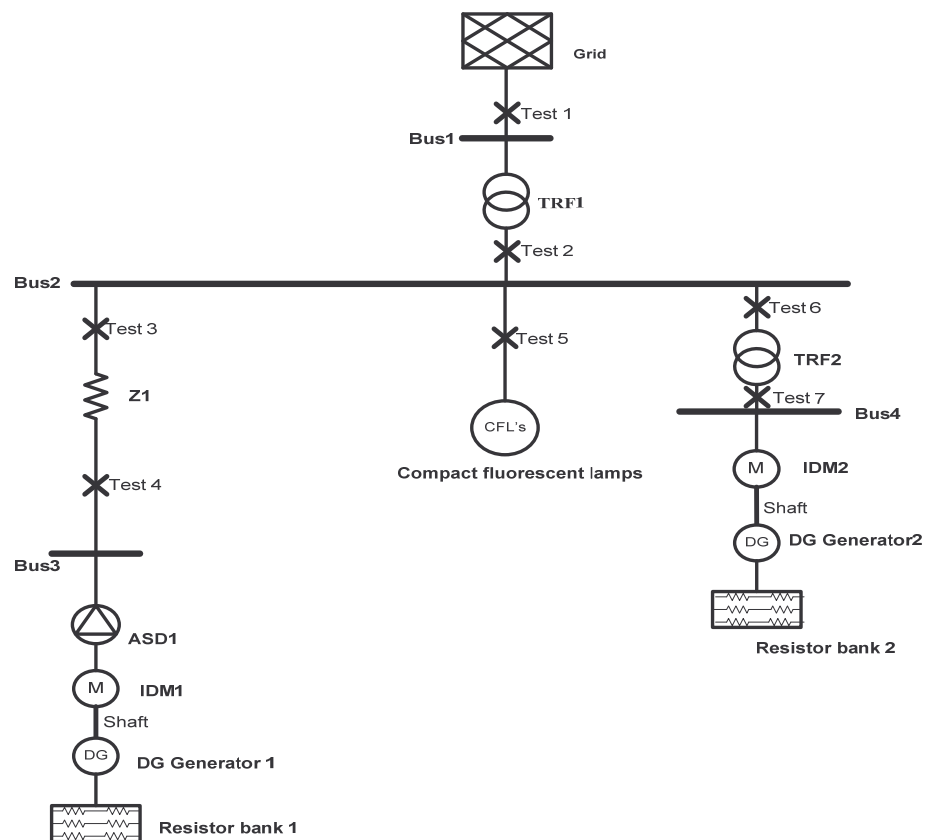 Grid
Test 1
Bus1
TRF1
Test 2
Bus2
Test 3
Test 5
Test 6
TRF2
Z1
Test 7
Bus4
CFL's
Compact fluorescent lamps
M
IDM2
Test 4
Shaft
DG
DG Generator2
Bus3
ASD1
Resistor bank 2
M
IDM1
Shaft
DG
DG Generator 1
Resistor bank 1